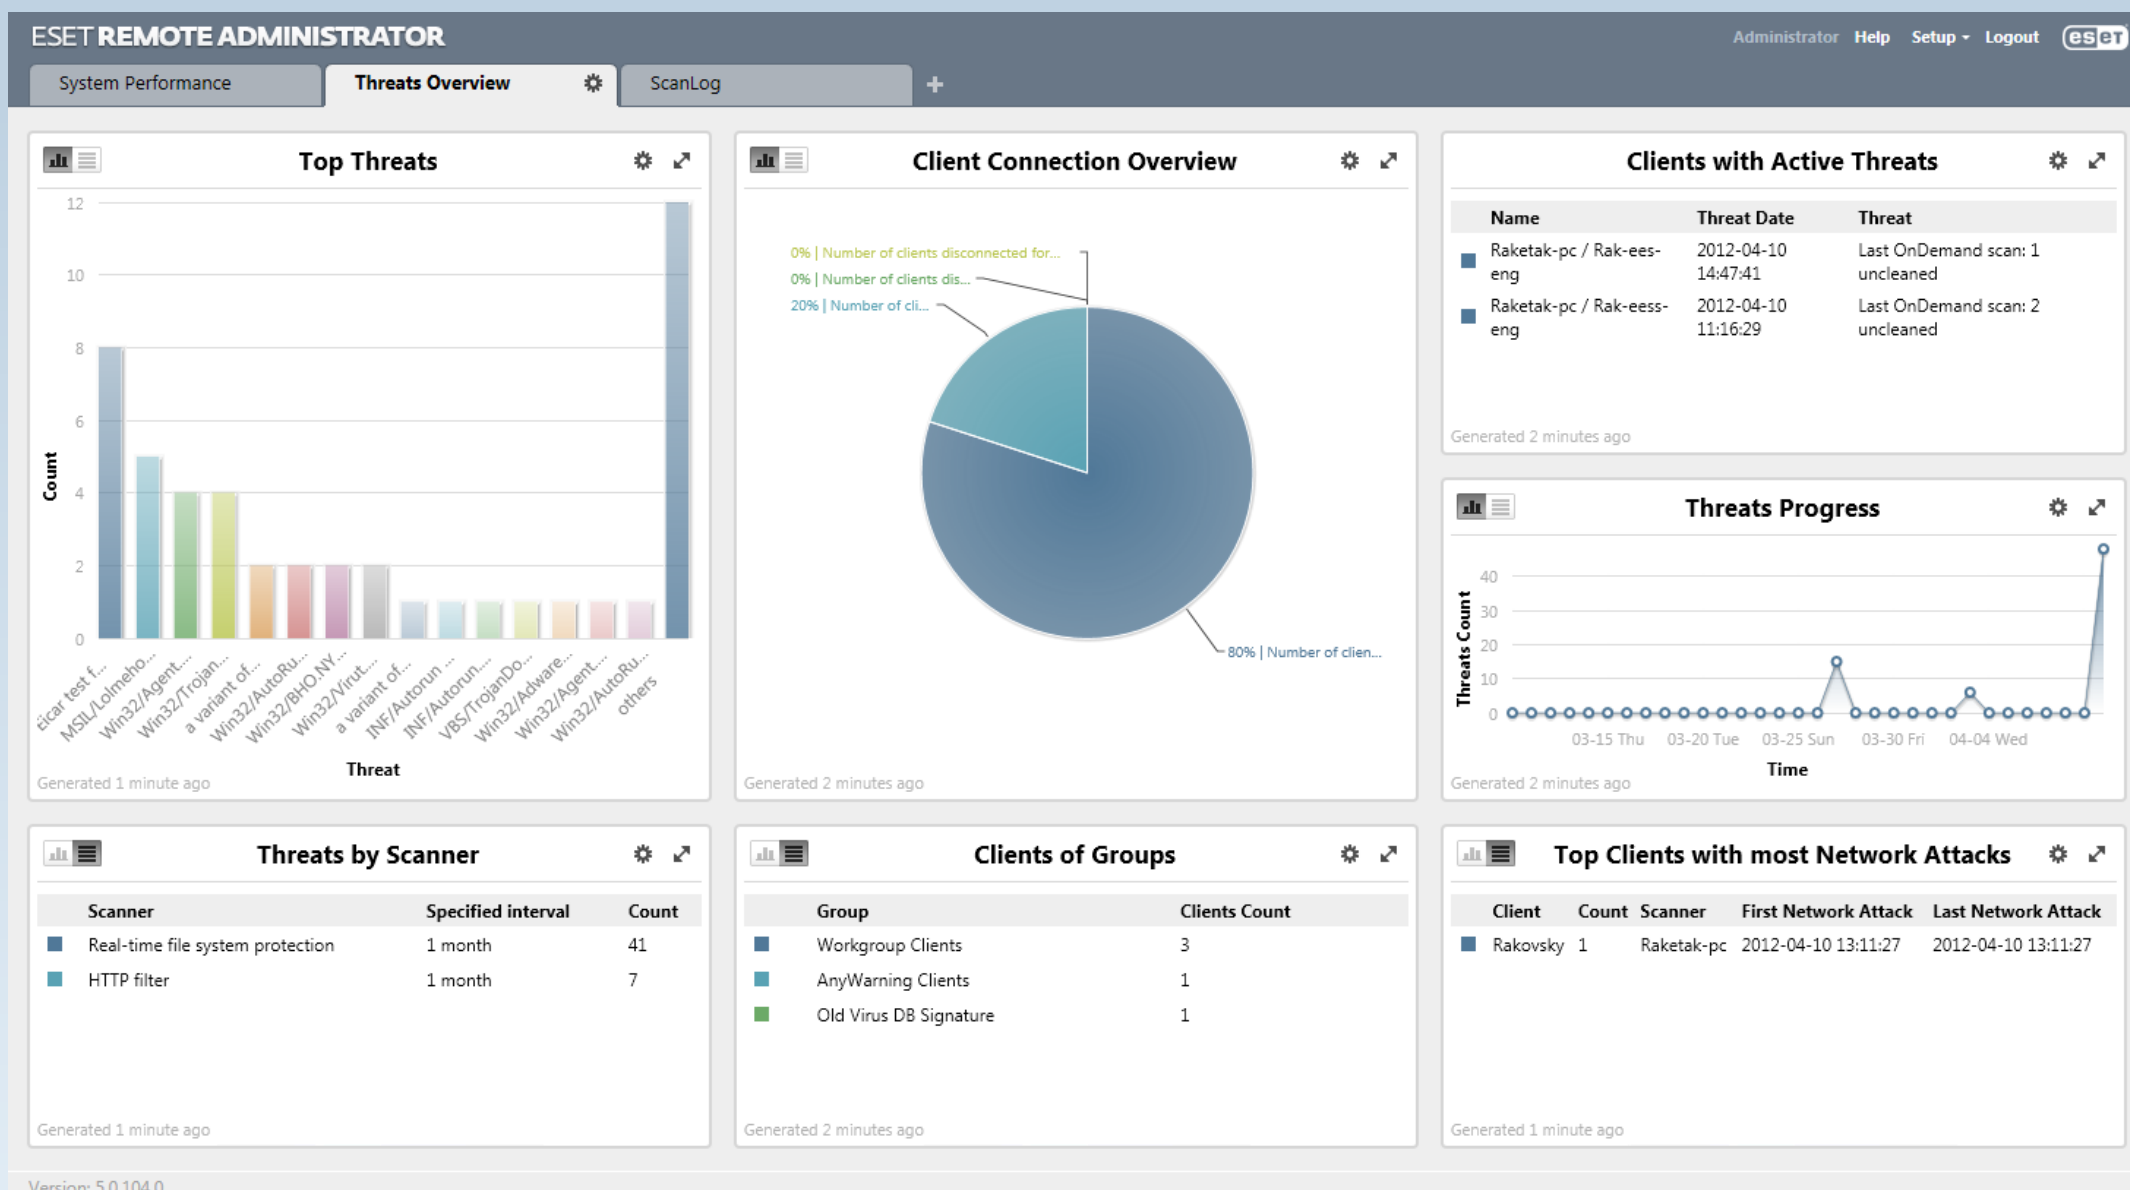 ESET REMOTE ADMINISTRATOR
Administrator Help Setup Logout eset
System Performance
Threats Overview
ScanLog
Top Threats
12
10
8
6
4
2
0
Count
Eicar test f...
MSIL/Lolmeho...
Win32/Agent....
Win32/Trojan...
a variant of...
Win32/AutoRu...
Win32/BHO.NY...
Win32/Virut....
a variant of...
INF/Autorun ...
INF/Autorun....
VBS/TrojanDo...
Win32/Adware...
Win32/Agent....
Win32/AutoRu...
others
Threat
Generated 1 minute ago
Client Connection Overview
0% | Number of clients disconnected for...
0% | Number of clients dis...
20% | Number of cli...
80% | Number of clien...
Generated 2 minutes ago
Clients with Active Threats
Name Threat Date Threat
Raketak-pc / Rak-ees-eng 2012-04-10 14:47:41 Last OnDemand scan: 1 uncleaned
Raketak-pc / Rak-eess-eng 2012-04-10 11:16:29 Last OnDemand scan: 2 uncleaned
Generated 2 minutes ago
Threats Progress
Threats Count
40
30
20
10
0
03-15 Thu 03-20 Tue 03-25 Sun 03-30 Fri 04-04 Wed
Time
Generated 2 minutes ago
Threats by Scanner
Scanner Specified interval Count
Real-time file system protection 1 month 41
HTTP filter 1 month 7
Generated 1 minute ago
Clients of Groups
Group Clients Count
Workgroup Clients 3
AnyWarning Clients 1
Old Virus DB Signature 1
Generated 2 minutes ago
Top Clients with most Network Attacks
Client Count Scanner First Network Attack Last Network Attack
Rakovsky 1 Raketak-pc 2012-04-10 13:11:27 2012-04-10 13:11:27
Generated 1 minute ago
Version: 5.0.104.0